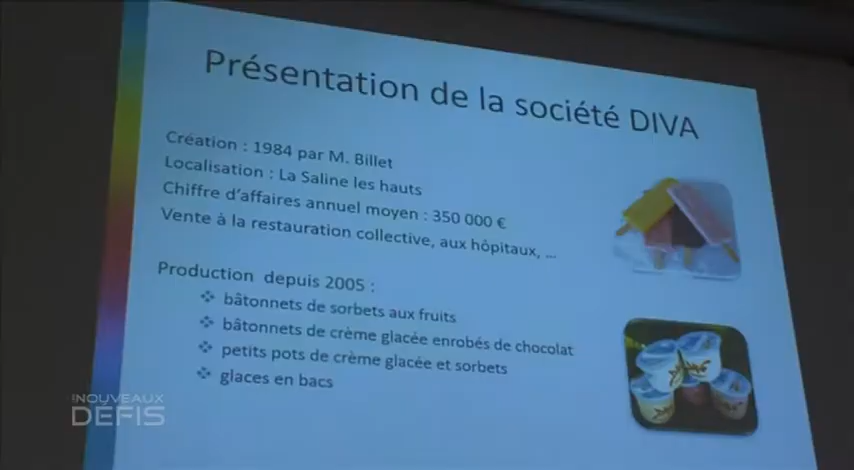 Présentation de la société DIVA
Création : 1984 par M. Billet
Localisation : La Saline les hauts
Chiffre d'affaires annuel moyen : 350 000 €
Vente à la restauration collective, aux hôpitaux, ...
Production depuis 2005 :
❖ bâtonnets de sorbets aux fruits
❖ bâtonnets de crème glacée enrobés de chocolat
❖ petits pots de crème glacée et sorbets
❖ glaces en bacs
NOUVEAUX
DÉFIS